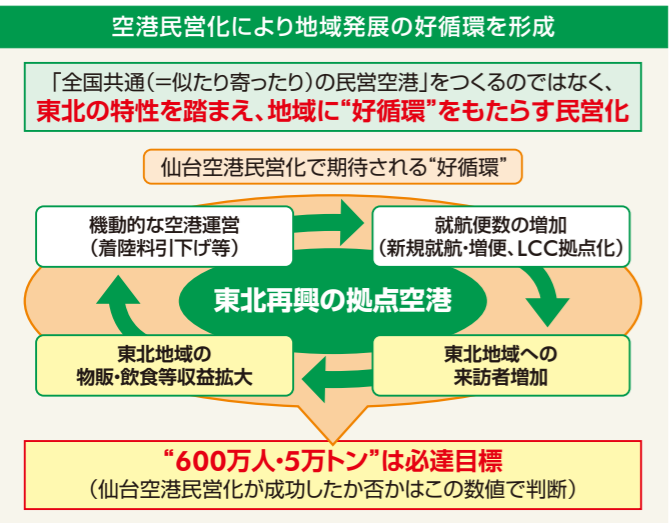 空港民営化により地域発展の好循環を形成
「全国共通(=似たり寄ったり)の民営空港」をつくるのではなく、
東北の特性を踏まえ、地域に“好循環”をもたらす民営化
仙台空港民営化で期待される“好循環”
機動的な空港運営
（着陸料引下げ等）
就航便数の増加
（新規就航・増便、LCC拠点化）
東北再興の拠点空港
東北地域の
物販・飲食等収益拡大
東北地域への
来訪者増加
“600万人・5万トン”は必達目標
（仙台空港民営化が成功したか否かはこの数値で判断）